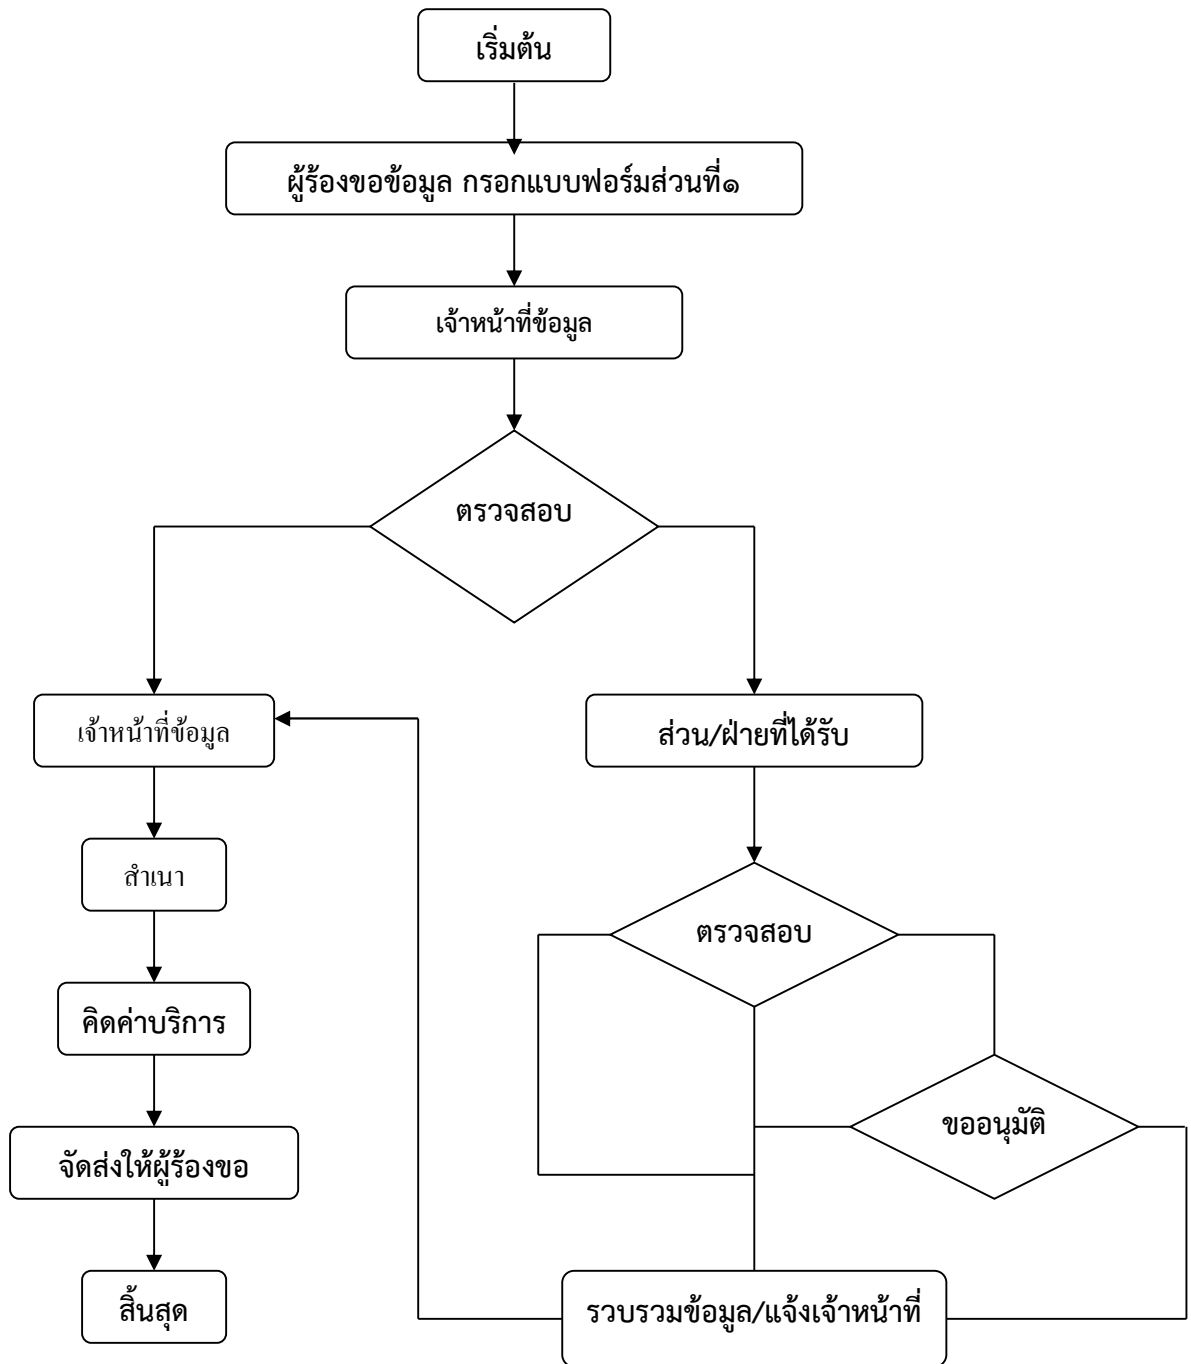 เริ่มต้น
ผู้ร้องขอข้อมูล กรอกแบบฟอร์มส่วนที่๑
เจ้าหน้าที่ข้อมูล
ตรวจสอบ
เจ้าหน้าที่ข้อมูล
ส่วน/ฝ่ายที่ได้รับ
สำเนา
ตรวจสอบ
คิดค่าบริการ
ขออนุมัติ
จัดส่งให้ผู้ร้องขอ
สิ้นสุด
รวบรวมข้อมูล/แจ้งเจ้าหน้าที่